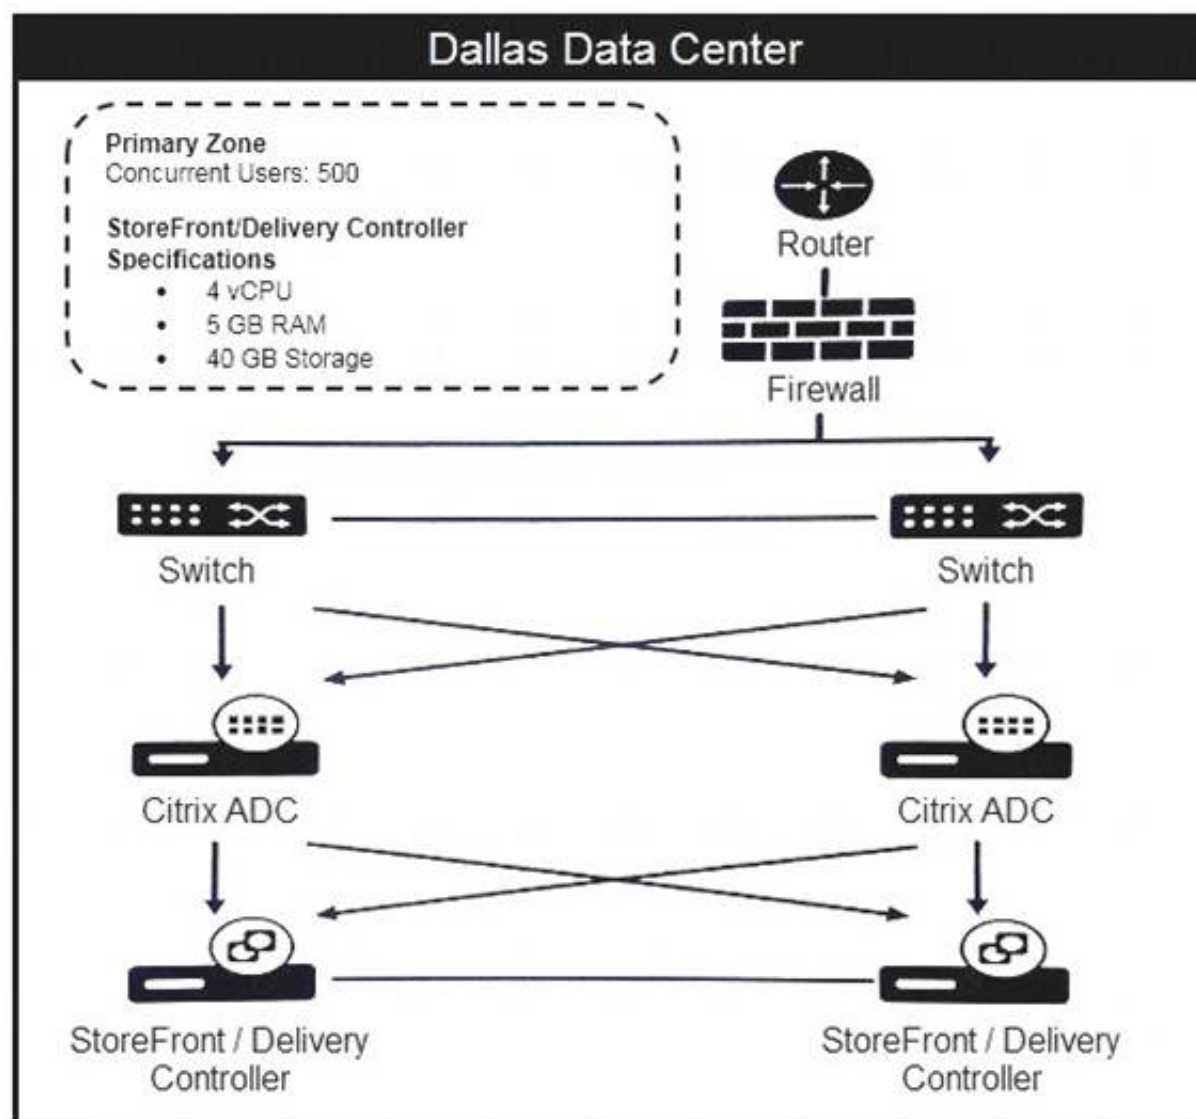 Dallas Data Center
Primary Zone
Concurrent Users: 500
StoreFront/Delivery Controller
Specifications
• 4 vCPU
• 5 GB RAM
• 40 GB Storage
Router
Firewall
Switch
Switch
Citrix ADC
Citrix ADC
StoreFront / Delivery
Controller
StoreFront / Delivery
Controller